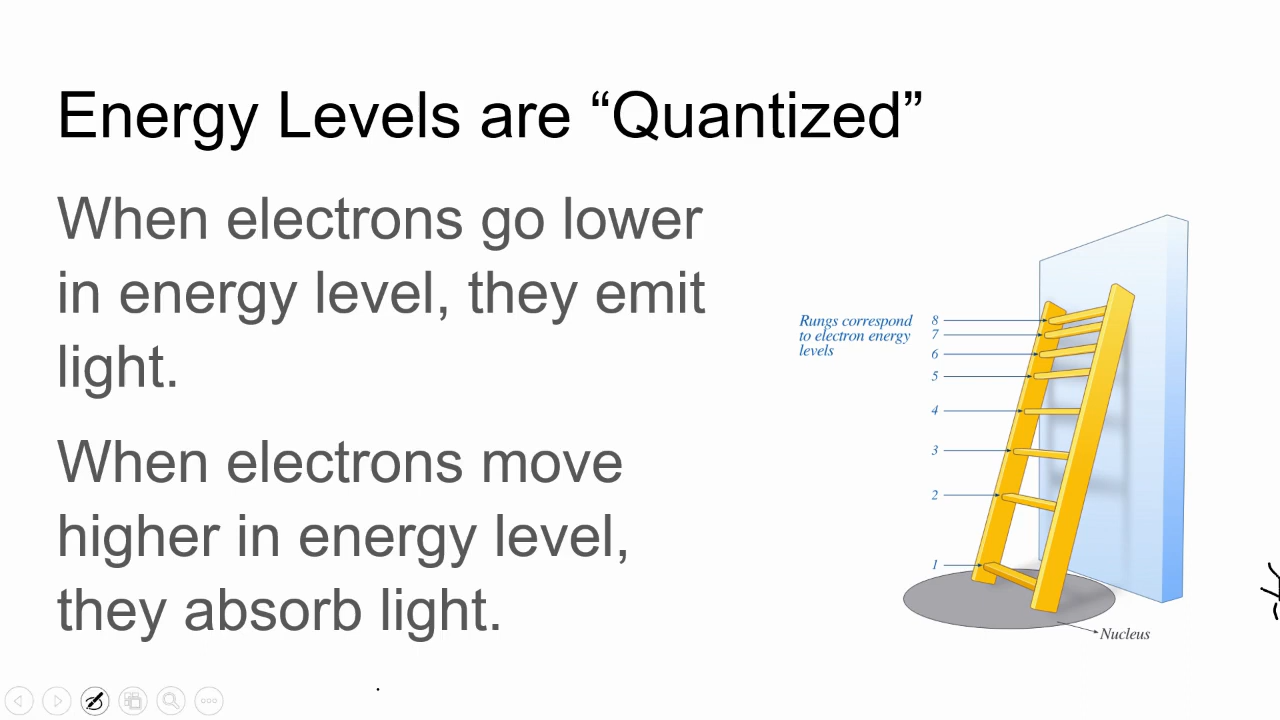 Energy Levels are “Quantized”
When electrons go lower
in energy level, they emit
light.
When electrons move
higher in energy level,
they absorb light.
Rungs correspond
to electron energy
levels
8
7
6
5
4
3
2
1
Nucleus